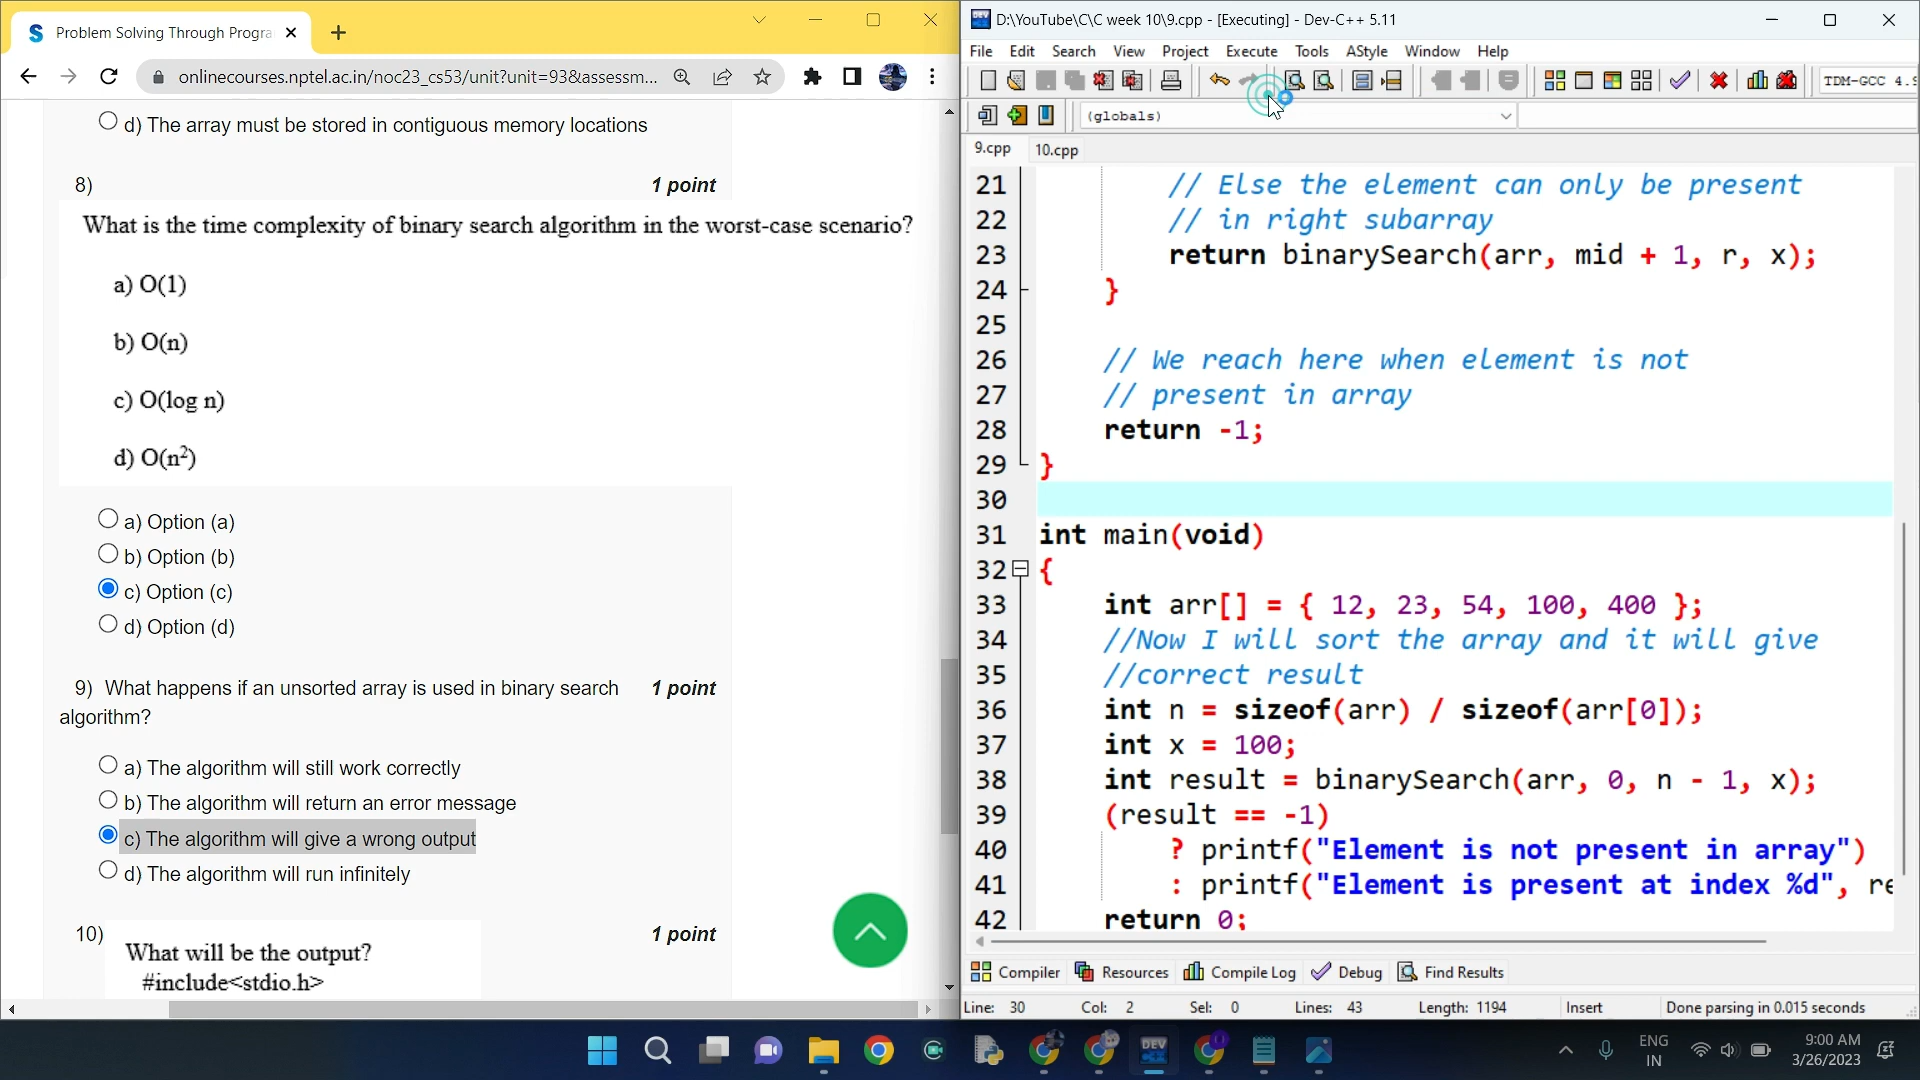 Problem Solving Through Progra
onlinecourses.nptel.ac.in/noc23_cs53/unit?unit=93&assessm...
d) The array must be stored in contiguous memory locations
8)
1 point
What is the time complexity of binary search algorithm in the worst-case scenario?
a) O(1)
b) O(n)
c) O(log n)
d) O(n²)
a) Option (a)
b) Option (b)
c) Option (c)
d) Option (d)
9) What happens if an unsorted array is used in binary search 1 point
algorithm?
a) The algorithm will still work correctly
b) The algorithm will return an error message
c) The algorithm will give a wrong output
d) The algorithm will run infinitely
10)
1 point
What will be the output?
#include<stdio.h>
D:\YouTube\C\C week 10\9.cpp - [Executing] - Dev-C++ 5.11
File Edit Search View Project Execute Tools AStyle Window Help
TDM-GCC 4.9
(globals)
9.cpp 10.cpp
21 // Else the element can only be present
22 // in right subarray
23 return binarySearch(arr, mid + 1, r, x);
24 }
25
26 // We reach here when element is not
27 // present in array
28 return -1;
29 }
30
31 int main(void)
32 {
33 int arr[] = { 12, 23, 54, 100, 400 };
34 //Now I will sort the array and it will give
35 //correct result
36 int n = sizeof(arr) / sizeof(arr[0]);
37 int x = 100;
38 int result = binarySearch(arr, 0, n - 1, x);
39 (result == -1)
40 ? printf("Element is not present in array")
41 : printf("Element is present at index %d", re
42 return 0;
Compiler Resources Compile Log Debug Find Results
Line: 30 Col: 2 Sel: 0 Lines: 43 Length: 1194 Insert Done parsing in 0.015 seconds
DEV
ENG
IN
9:00 AM
3/26/2023